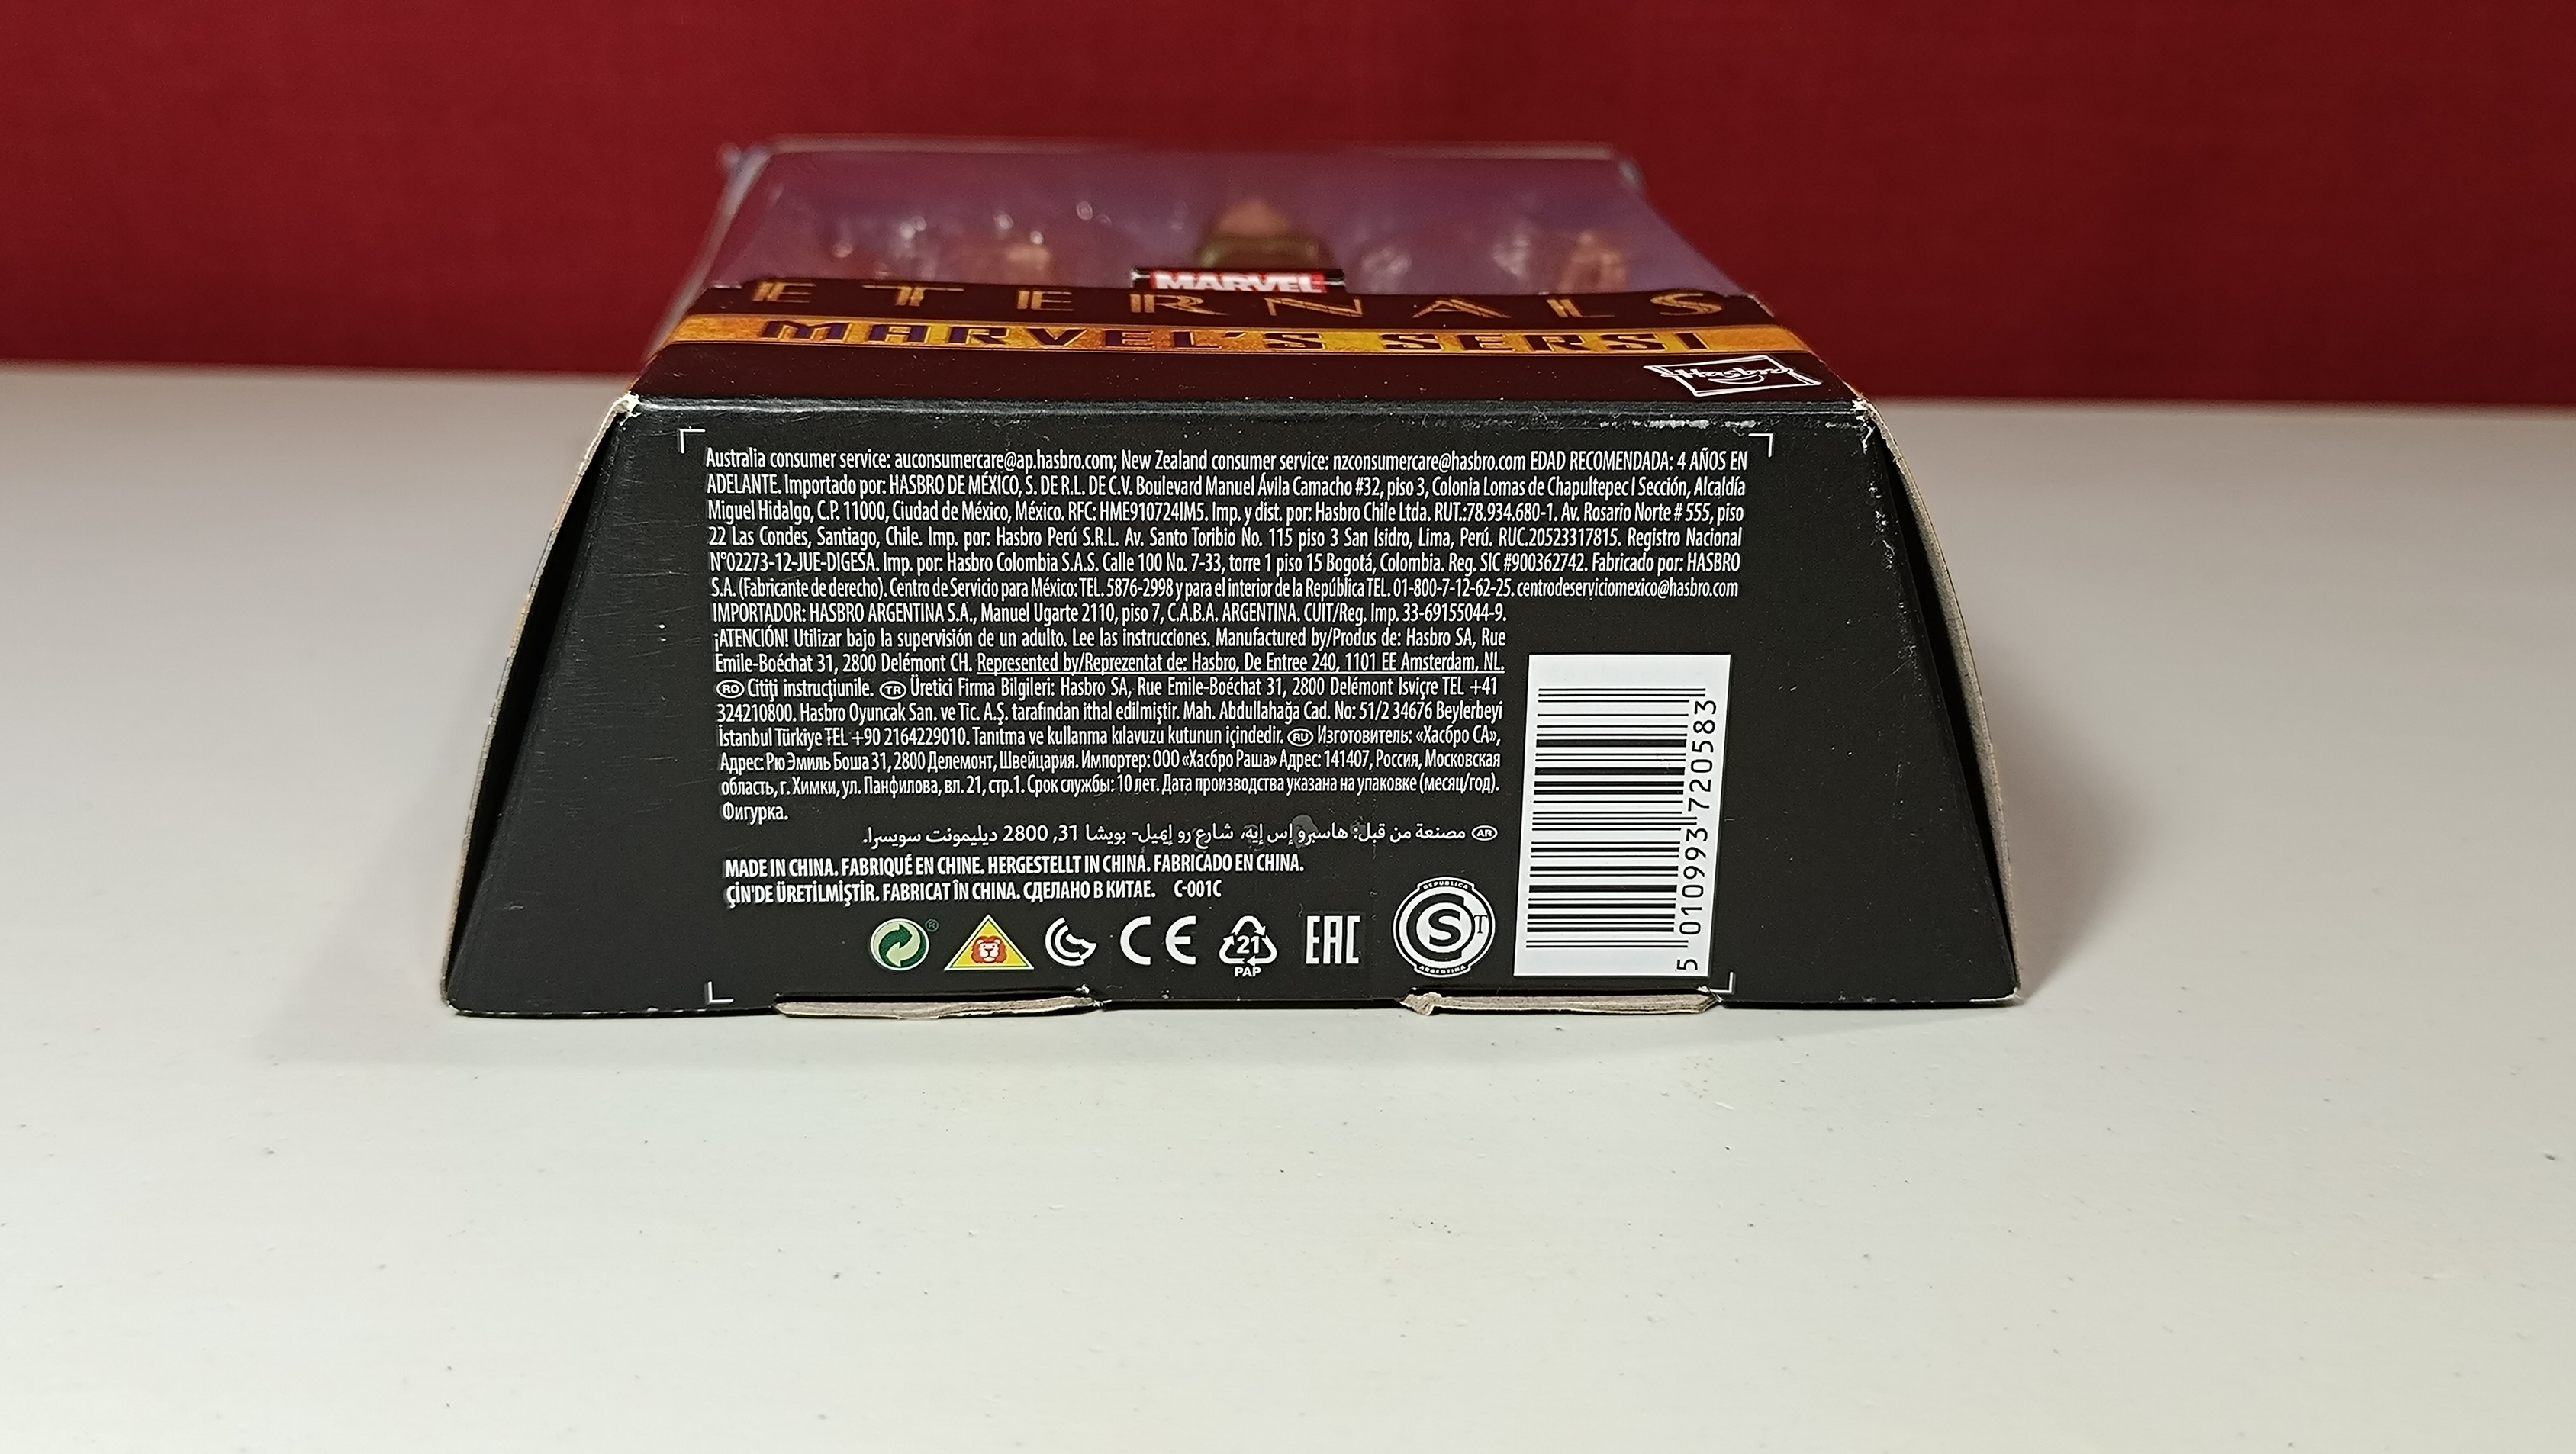 MARVEL
ETERNALS
MARVEL'S SERSI
Hasbro
Australia consumer service: auconsumercare@ap.hasbro.com; New Zealand consumer service: nzconsumercare@hasbro.com EDAD RECOMENDADA: 4 AÑOS EN
ADELANTE. Importado por: HASBRO DE MÉXICO, S. DE R.L. DE C.V. Boulevard Manuel Ávila Camacho #32, piso 3, Colonia Lomas de Chapultepec I Sección, Alcaldía
Miguel Hidalgo, C.P. 11000, Ciudad de México, México. RFC: HME910724IM5. Imp. y dist. por: Hasbro Chile Ltda. RUT.:78.934.680-1. Av. Rosario Norte # 555, piso
22 Las Condes, Santiago, Chile. Imp. por: Hasbro Perú S.R.L. Av. Santo Toribio No. 115 piso 3 San Isidro, Lima, Perú. RUC.20523317815. Registro Nacional
N°02273-12-JUE-DIGESA. Imp. por: Hasbro Colombia S.A.S. Calle 100 No. 7-33, torre 1 piso 15 Bogotá, Colombia. Reg. SIC #900362742. Fabricado por: HASBRO
S.A. (Fabricante de derecho). Centro de Servicio para México: TEL. 5876-2998 y para el interior de la República TEL. 01-800-7-12-62-25. centrodeserviciomexico@hasbro.com
IMPORTADOR: HASBRO ARGENTINA S.A., Manuel Ugarte 2110, piso 7, C.A.B.A. ARGENTINA. CUIT/Reg. Imp. 33-69155044-9.
¡ATENCIÓN! Utilizar bajo la supervisión de un adulto. Lee las instrucciones. Manufactured by/Produs de: Hasbro SA, Rue
Emile-Boéchat 31, 2800 Delémont CH. Represented by/Reprezentat de: Hasbro, De Entree 240, 1101 EE Amsterdam, NL.
RO Citiţi instrucţiunile. TR Üretici Firma Bilgileri: Hasbro SA, Rue Emile-Boéchat 31, 2800 Delémont Isviçre TEL +41
324210800. Hasbro Oyuncak San. ve Tic. A.Ş. tarafından ithal edilmiştir. Mah. Abdullahağa Cad. No: 51/2 34676 Beylerbeyi
İstanbul Türkiye TEL +90 2164229010. Tanıtma ve kullanma kılavuzu kutunun içindedir. RU Изготовитель: «Хасбро СА»,
Адрес: Рю Эмиль Боша 31, 2800 Делемонт, Швейцария. Импортер: ООО «Хасбро Раша» Адрес: 141407, Россия, Московская
область, г. Химки, ул. Панфилова, вл. 21, стр.1. Срок службы: 10 лет. Дата производства указана на упаковке (месяц/год).
Фигурка.
AR مصنعة من قبل: هاسبرو إس إيه، شارع رو إيميل- بويشا 31, 2800 ديليمونت سويسرا.
MADE IN CHINA. FABRIQUÉ EN CHINE. HERGESTELLT IN CHINA. FABRICADO EN CHINA.
ÇİN'DE ÜRETİLMİŞTİR. FABRICAT ÎN CHINA. СДЕЛАНО В КИТАЕ. C-001C
® CE 21 PAP EAC
REPUBLICA S T ARGENTINA
5 010993 720583